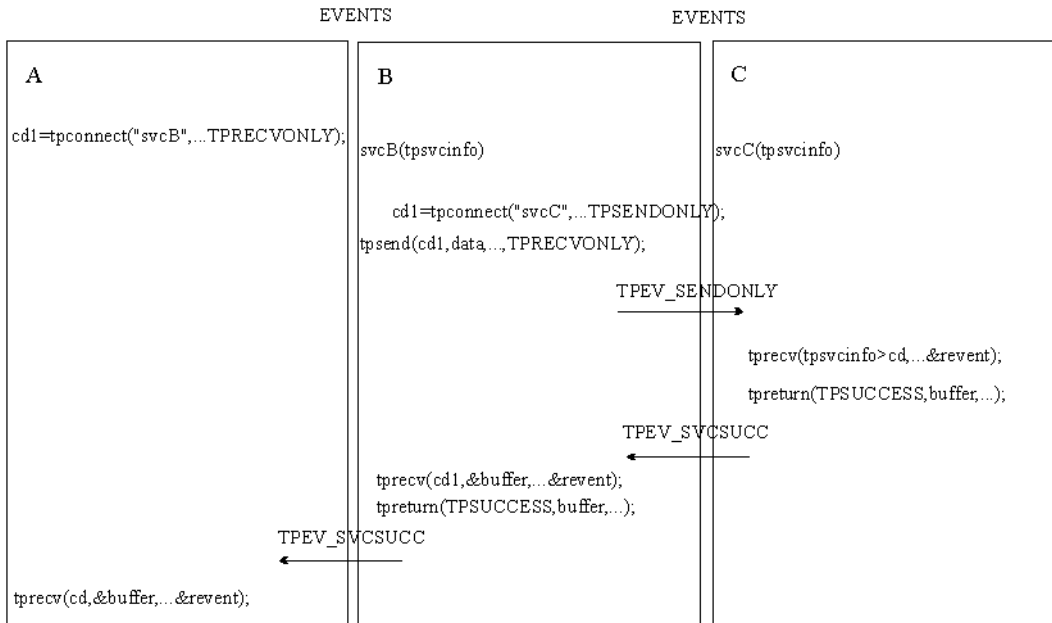 EVENTS
EVENTS
A
B
C
cd1=tpconnect("svcB",...TPRECVONLY);
svcB(tpsvcinfo)
svcC(tpsvcinfo)
cd1=tpconnect("svcC",...TPSENDONLY);
tpsend(cd1,data,...,TPRECVONLY);
TPEV_SENDONLY
tprecv(tpsvcinfo>cd,...&revent);
tpreturn(TPSUCCESS,buffer,...);
TPEV_SVCSUCC
tprecv(cd1,&buffer,...&revent);
tpreturn(TPSUCCESS,buffer,...);
TPEV_SVCSUCC
tprecv(cd,&buffer,...&revent);